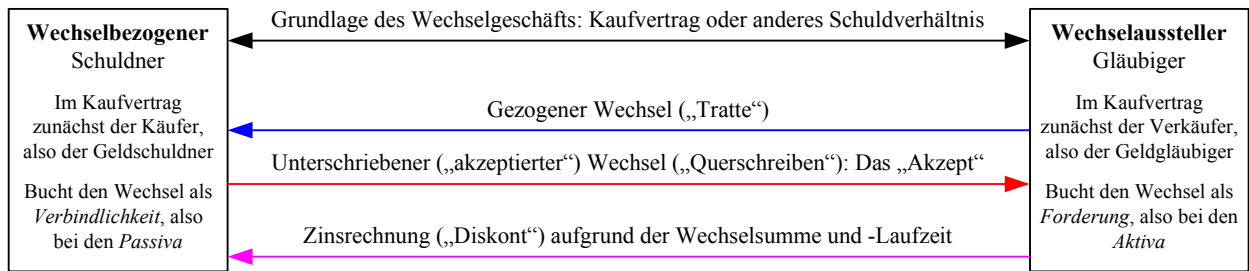 Wechselbezogener
Schuldner
Im Kaufvertrag
zunächst der Käufer,
also der Geldschuldner
Bucht den Wechsel als
Verbindlichkeit, also
bei den Passiva
Grundlage des Wechselgeschäfts: Kaufvertrag oder anderes Schuldverhältnis
Gezogener Wechsel („Tratte“)
Unterschriebener („akzeptierter“) Wechsel („Querschreiben“): Das „Akzept“
Zinsrechnung („Diskont“) aufgrund der Wechselsumme und -Laufzeit
Wechselaussteller
Gläubiger
Im Kaufvertrag
zunächst der Verkäufer,
also der Geldgläubiger
Bucht den Wechsel als
Forderung, also bei den
Aktiva